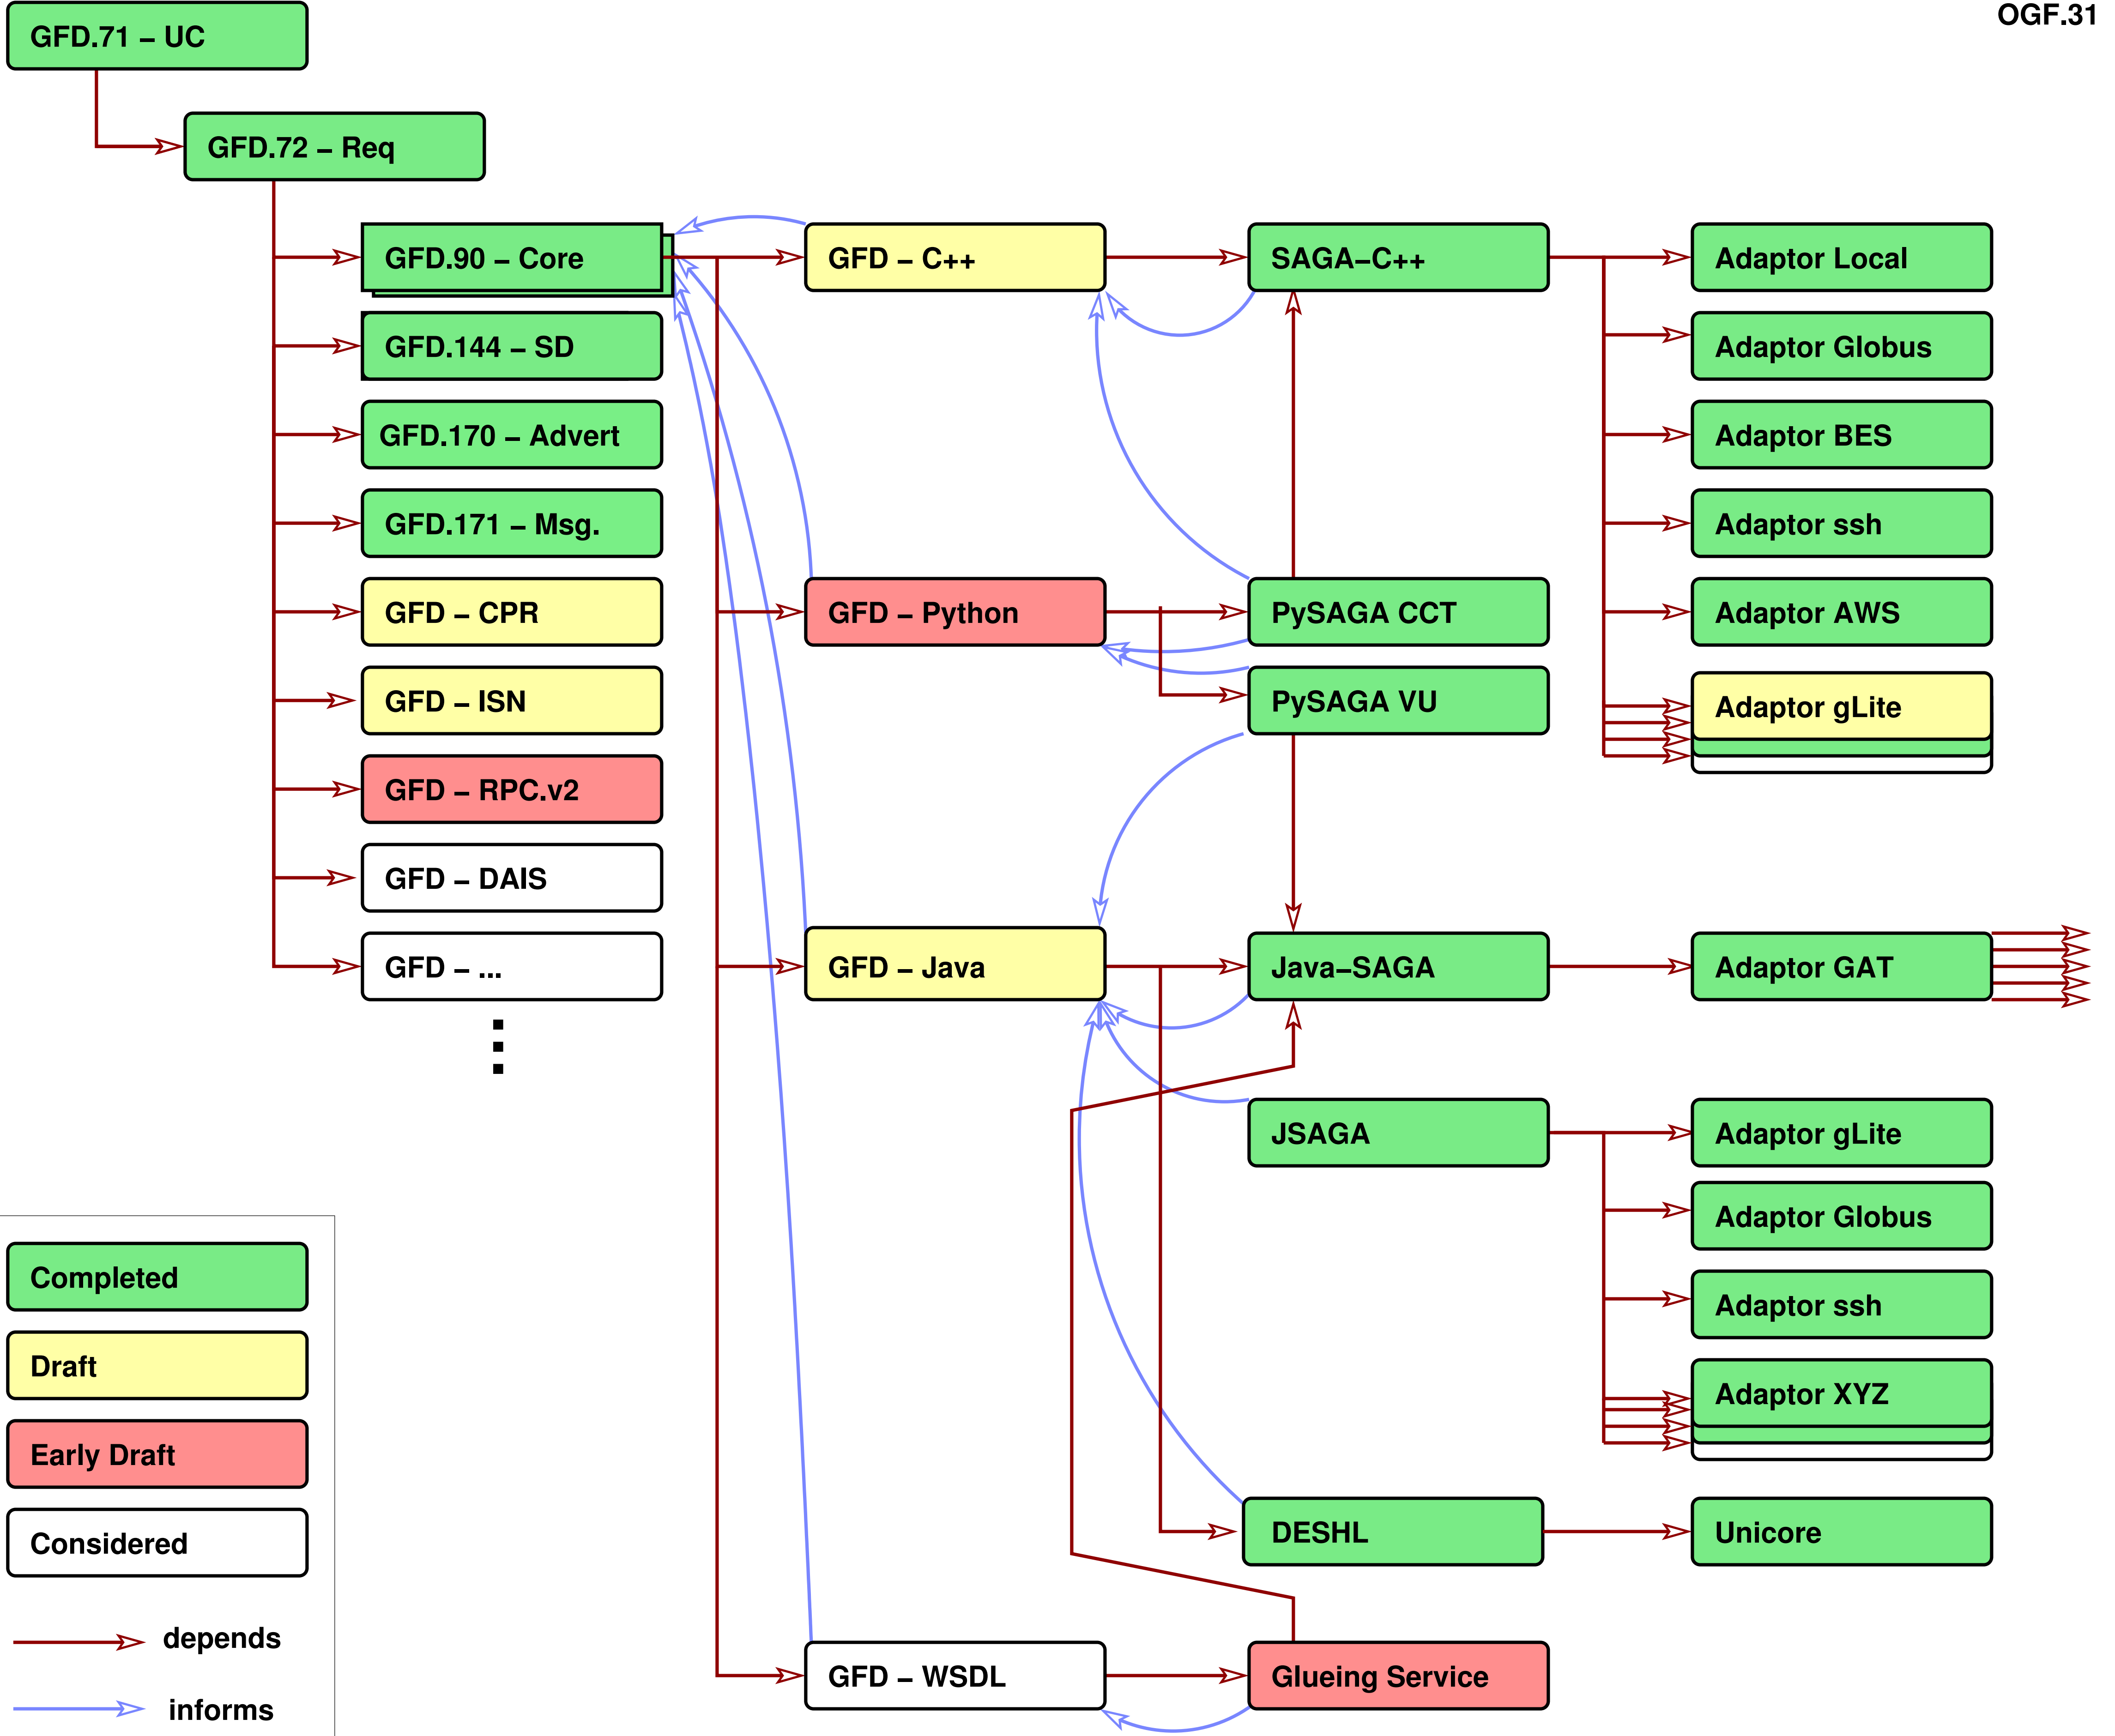 OGF.31
GFD.71 – UC
GFD.72 – Req
GFD.90 – Core
GFD – C++
SAGA–C++
Adaptor Local
GFD.144 – SD
Adaptor Globus
GFD.170 – Advert
Adaptor BES
GFD.171 – Msg.
Adaptor ssh
GFD – CPR
GFD – Python
PySAGA CCT
Adaptor AWS
GFD – ISN
PySAGA VU
Adaptor gLite
GFD – RPC.v2
GFD – DAIS
GFD – ...
GFD – Java
Java–SAGA
Adaptor GAT
JSAGA
Adaptor gLite
Adaptor Globus
Completed
Adaptor ssh
Draft
Adaptor XYZ
Early Draft
Considered
DESHL
Unicore
depends
GFD – WSDL
Glueing Service
informs